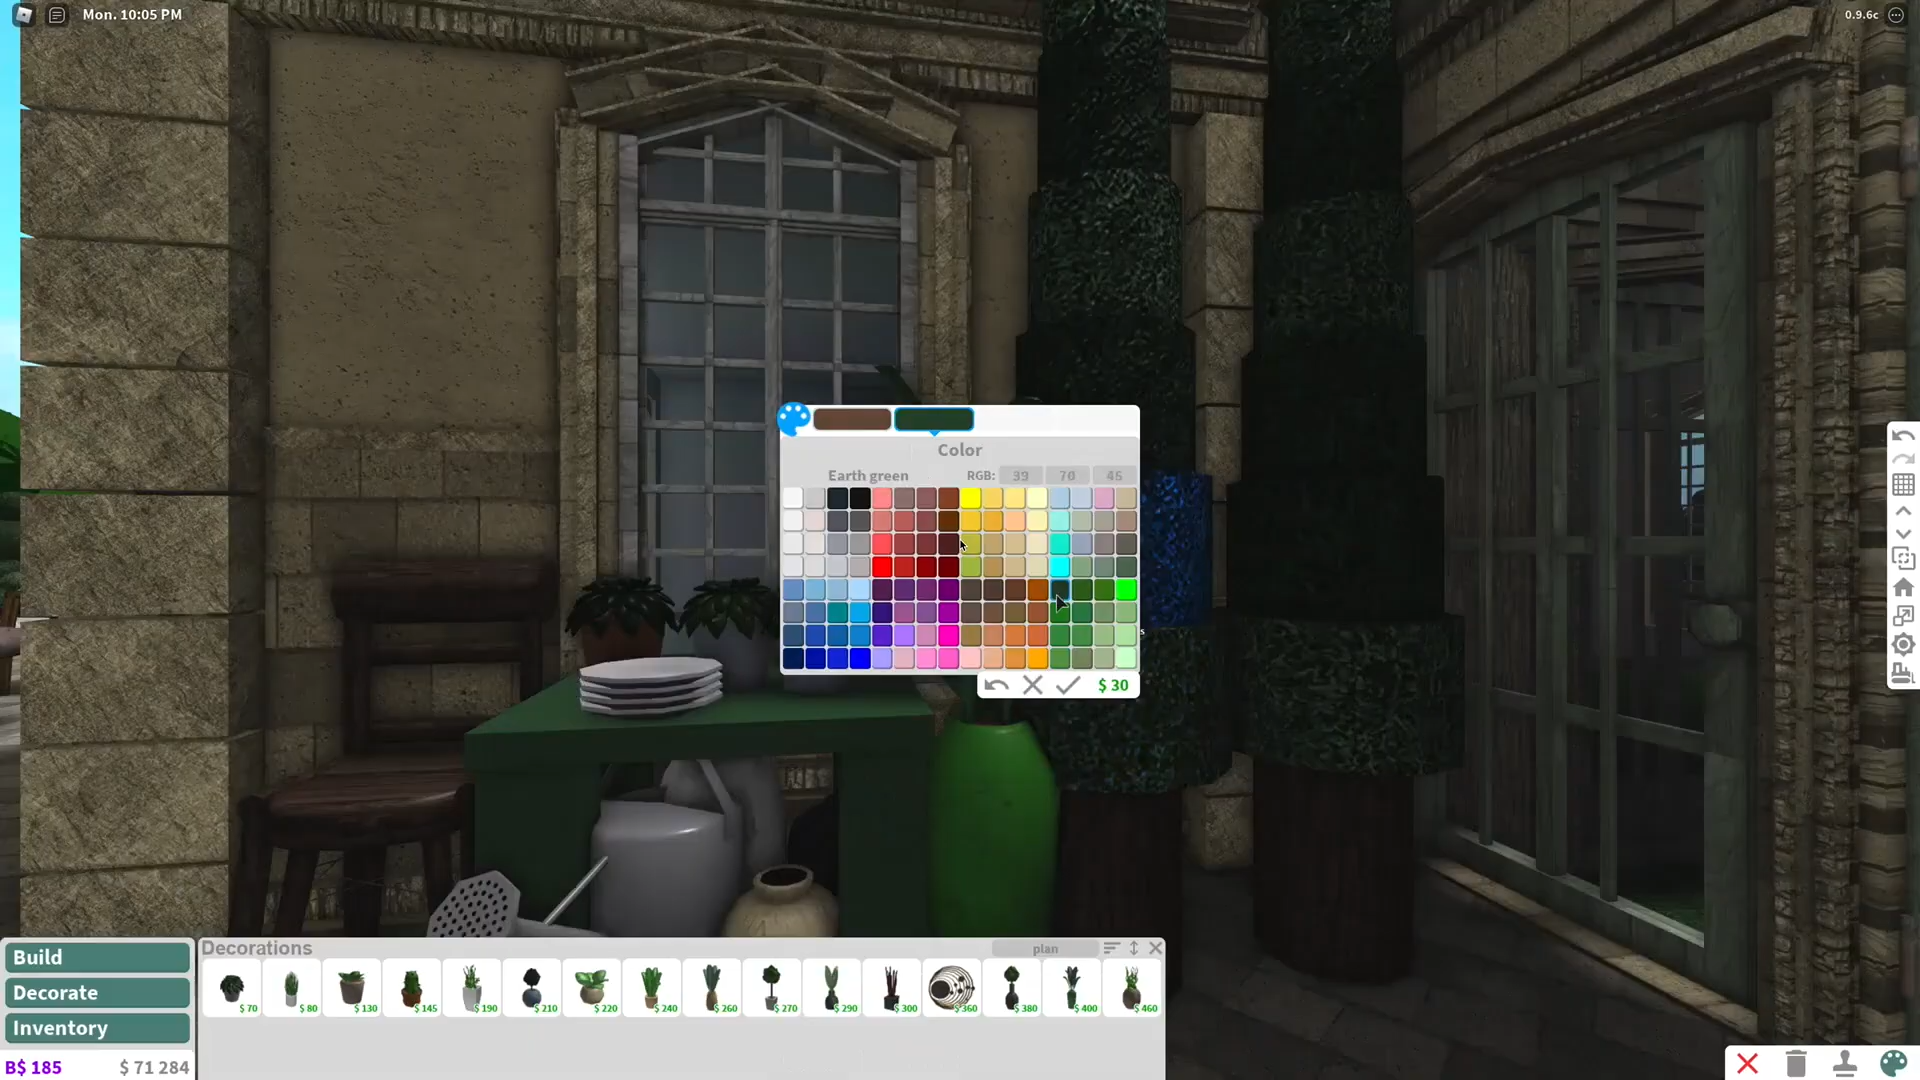 Mon. 10:05 PM
0.9.6c
Color
Earth green
RGB: 39 70 45
s
$ 30
Decorations
plan
Build
Decorate
Inventory
$ 70
$ 80
$ 130
$ 145
$ 190
$ 210
$ 220
$ 240
$ 260
$ 270
$ 290
$ 300
$ 360
$ 380
$ 400
$ 460
B$ 185
$ 71 284